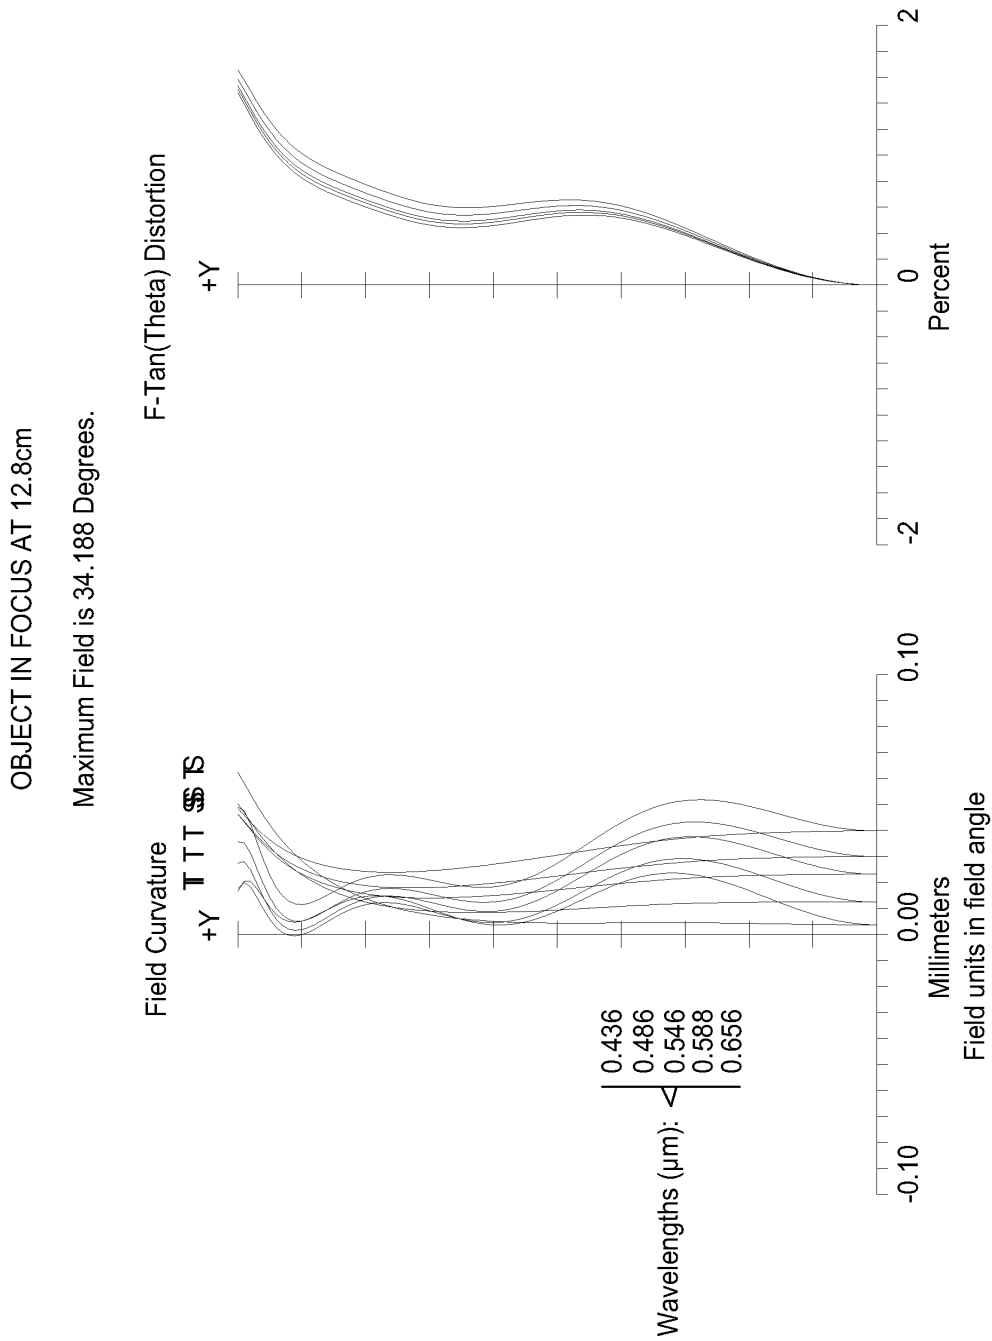 OBJECT IN FOCUS AT 12.8cm
Maximum Field is 34.188 Degrees.
Field Curvature
+Y
T T T T S S T S
-0.10
0.00
0.10
Millimeters
Field units in field angle
Wavelengths (µm):
0.436
0.486
0.546
0.588
0.656
F-Tan(Theta) Distortion
+Y
-2
0
2
Percent